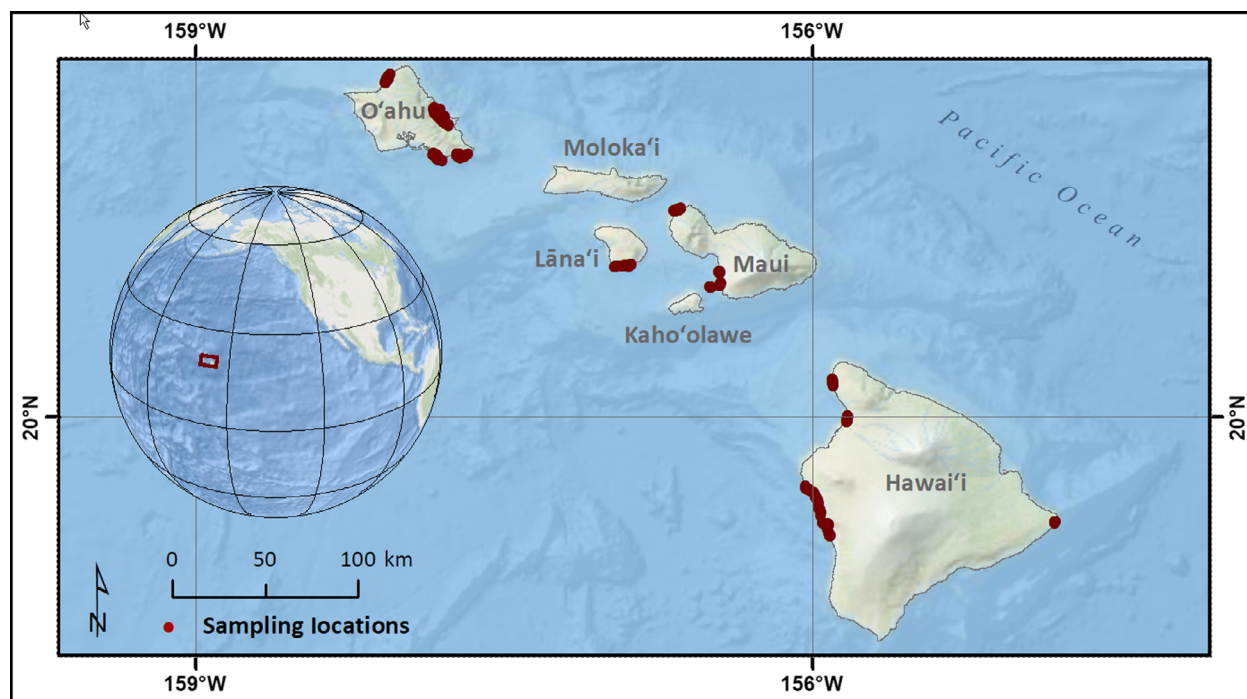 159°W
156°W
O‘ahu
Moloka‘i
Pacific Ocean
Lāna‘i
Maui
Kaho‘olawe
20°N
20°N
Hawai‘i
0 50 100 km
N
Sampling locations
159°W
156°W